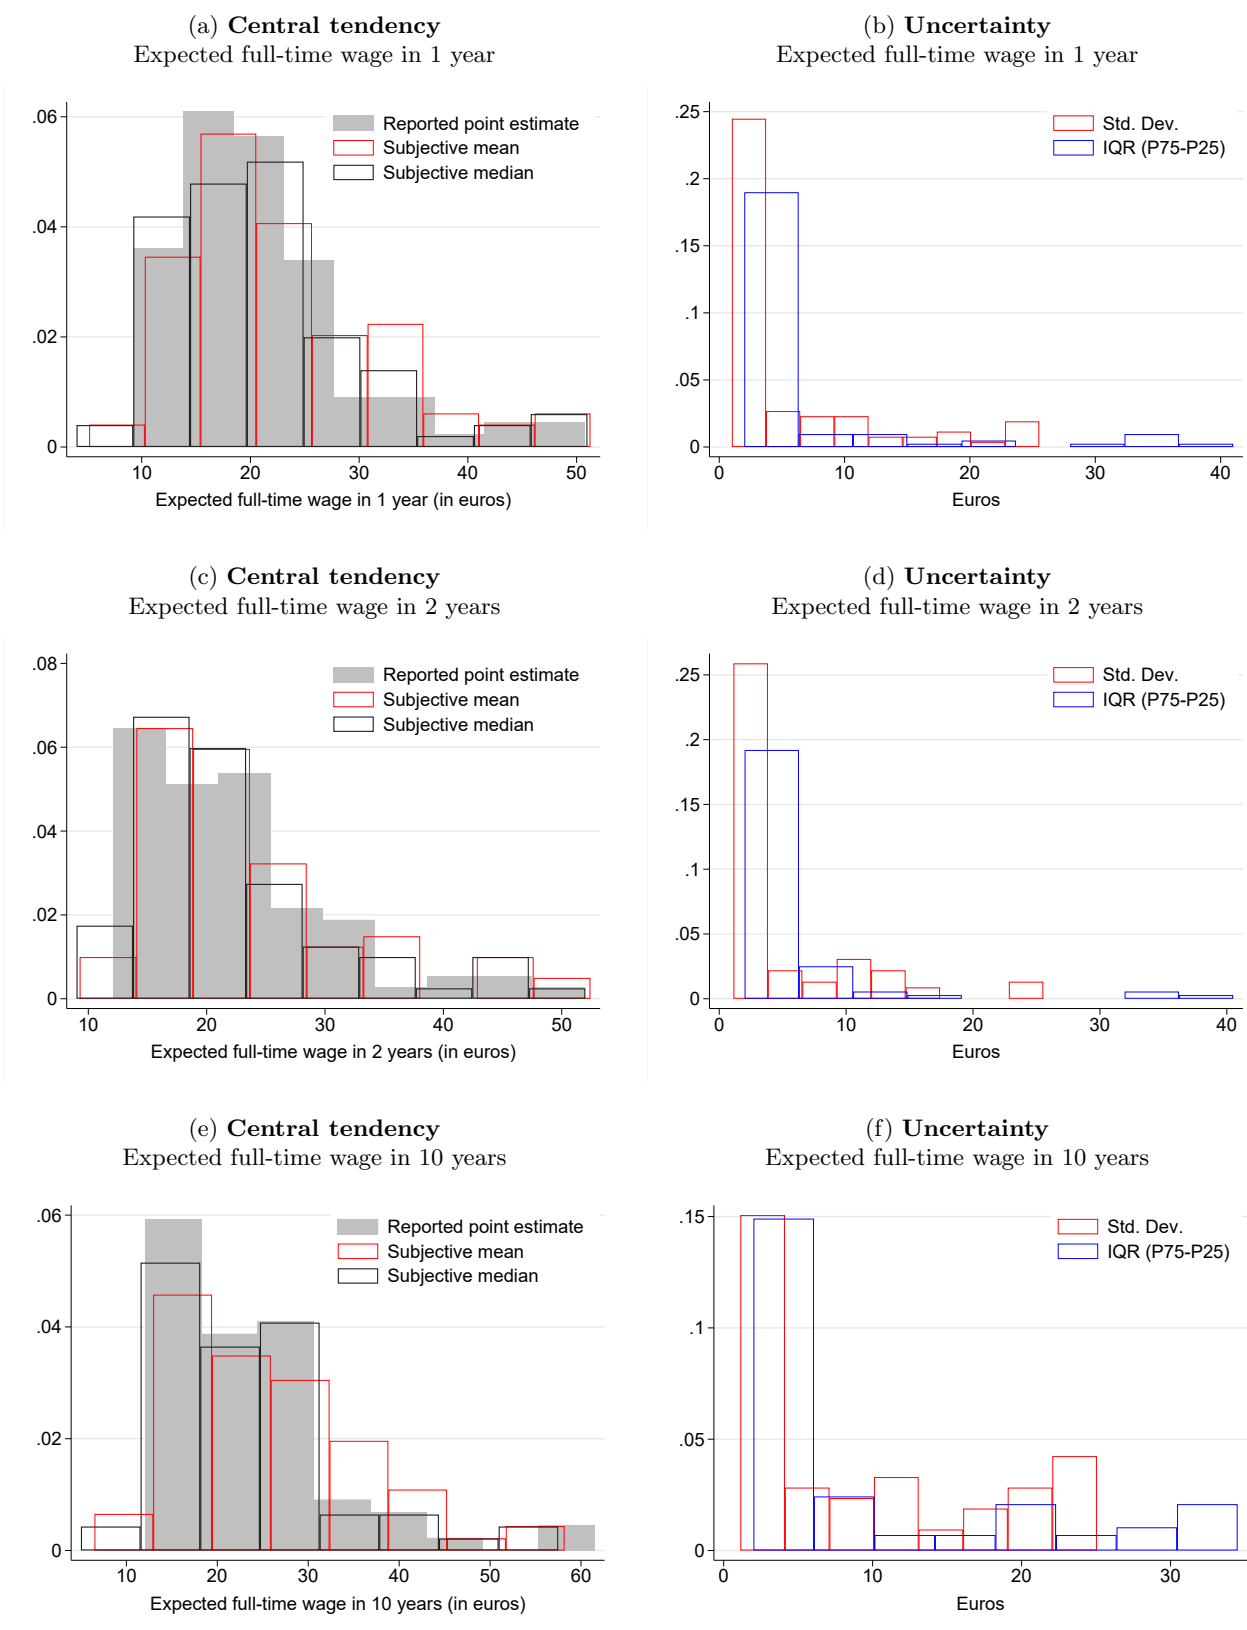 (a) Central tendency
Expected full-time wage in 1 year
.06
.04
.02
0
Reported point estimate
Subjective mean
Subjective median
10 20 30 40 50
Expected full-time wage in 1 year (in euros)
(b) Uncertainty
Expected full-time wage in 1 year
.25
.2
.15
.1
.05
0
Std. Dev.
IQR (P75-P25)
0 10 20 30 40
Euros
(c) Central tendency
Expected full-time wage in 2 years
.08
.06
.04
.02
0
Reported point estimate
Subjective mean
Subjective median
10 20 30 40 50
Expected full-time wage in 2 years (in euros)
(d) Uncertainty
Expected full-time wage in 2 years
.25
.2
.15
.1
.05
0
Std. Dev.
IQR (P75-P25)
0 10 20 30 40
Euros
(e) Central tendency
Expected full-time wage in 10 years
.06
.04
.02
0
Reported point estimate
Subjective mean
Subjective median
10 20 30 40 50 60
Expected full-time wage in 10 years (in euros)
(f) Uncertainty
Expected full-time wage in 10 years
.15
.1
.05
0
Std. Dev.
IQR (P75-P25)
0 10 20 30
Euros